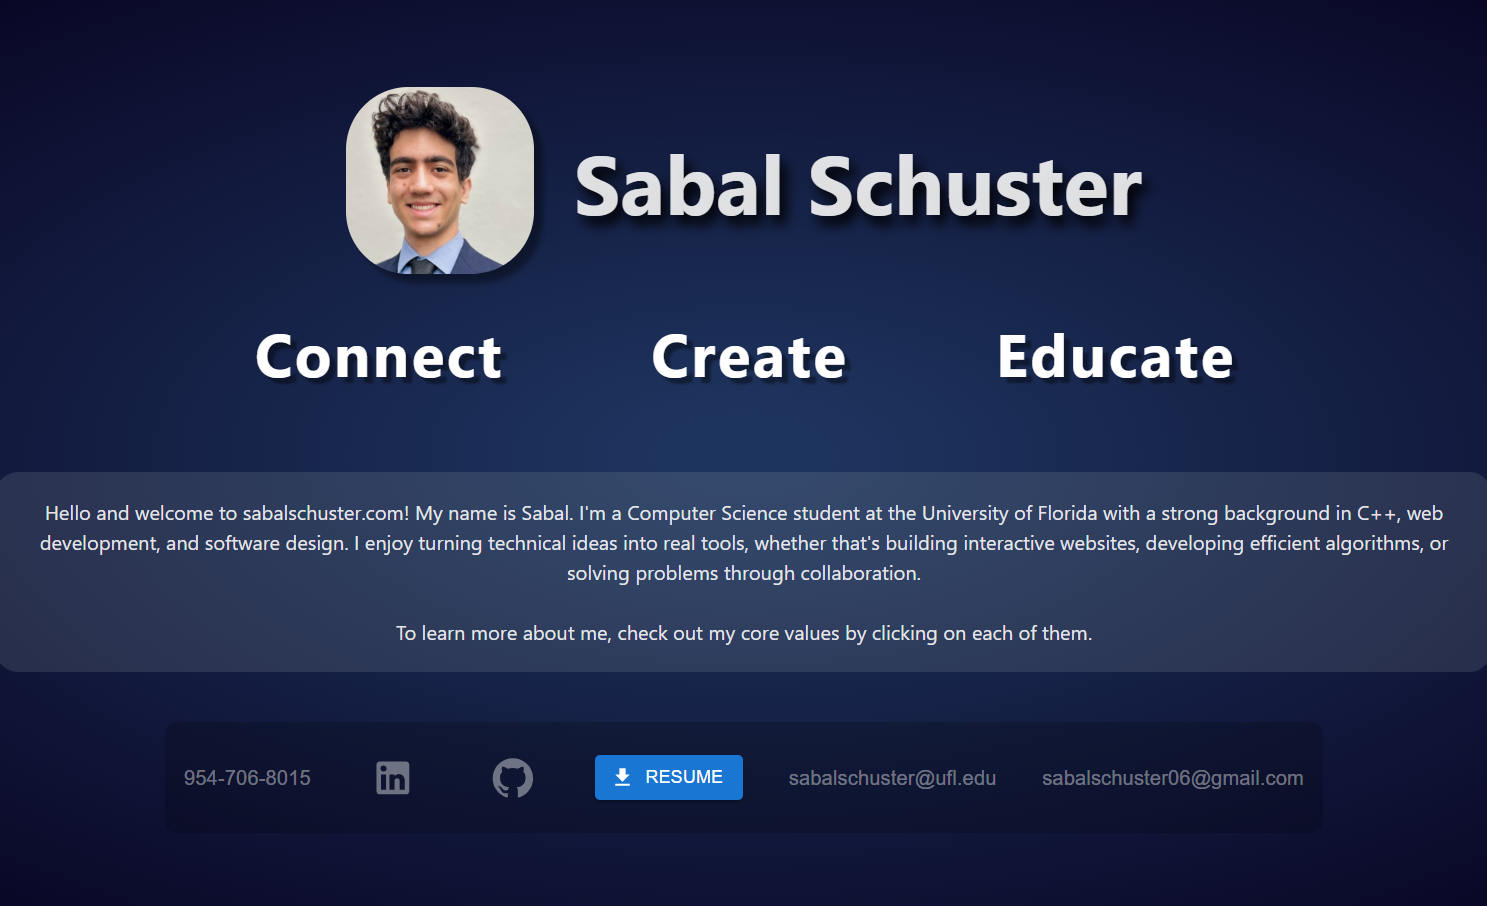 Sabal Schuster
Connect Create Educate
Hello and welcome to sabalschuster.com! My name is Sabal. I'm a Computer Science student at the University of Florida with a strong background in C++, web
development, and software design. I enjoy turning technical ideas into real tools, whether that's building interactive websites, developing efficient algorithms, or
solving problems through collaboration.
To learn more about me, check out my core values by clicking on each of them.
954-706-8015 in RESUME sabalschuster@ufl.edu sabalschuster06@gmail.com